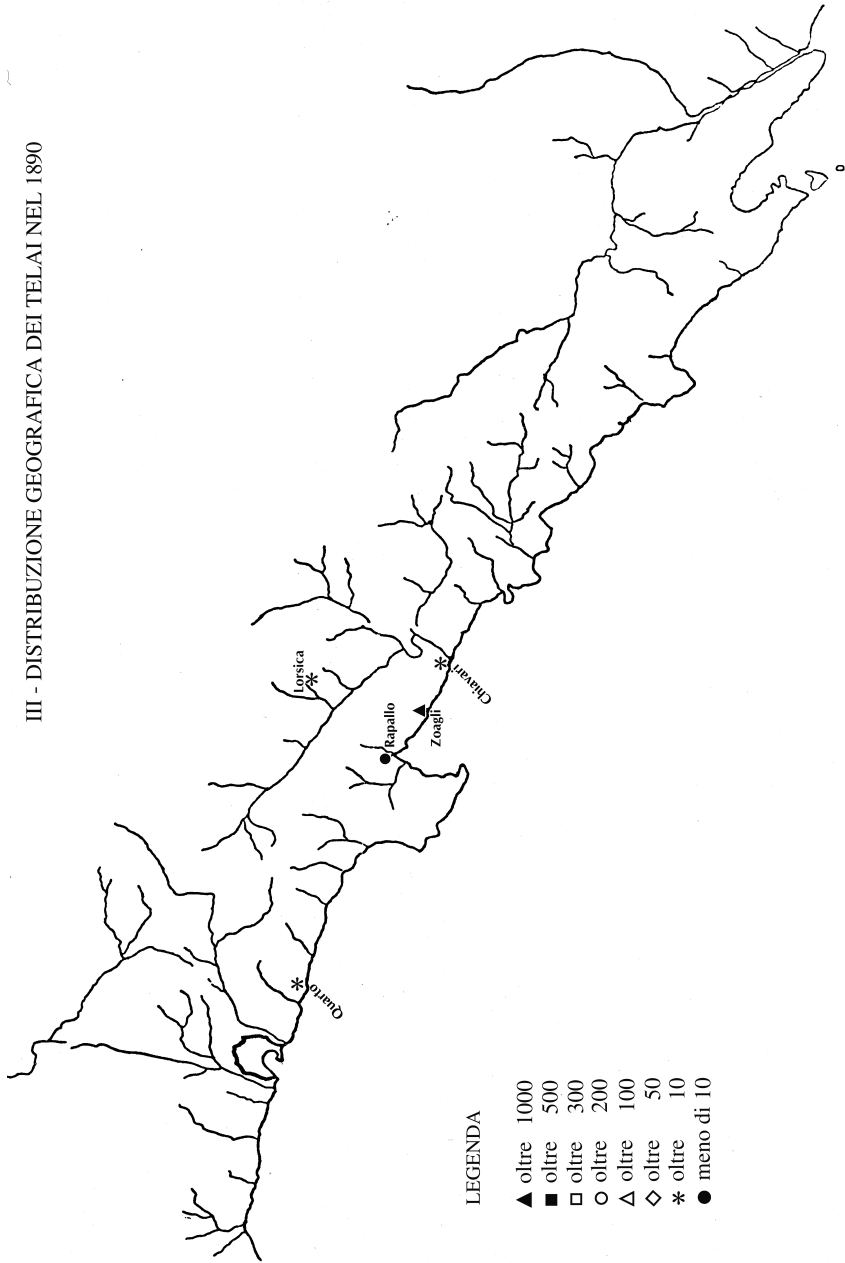 III - DISTRIBUZIONE GEOGRAFICA DEI TELAI NEL 1890
Lorsica
Chiavari
Rapallo
Zoagli
Quarto
LEGENDA
▲ oltre 1000
■ oltre 500
□ oltre 300
○ oltre 200
△ oltre 100
◇ oltre 50
* oltre 10
● meno di 10